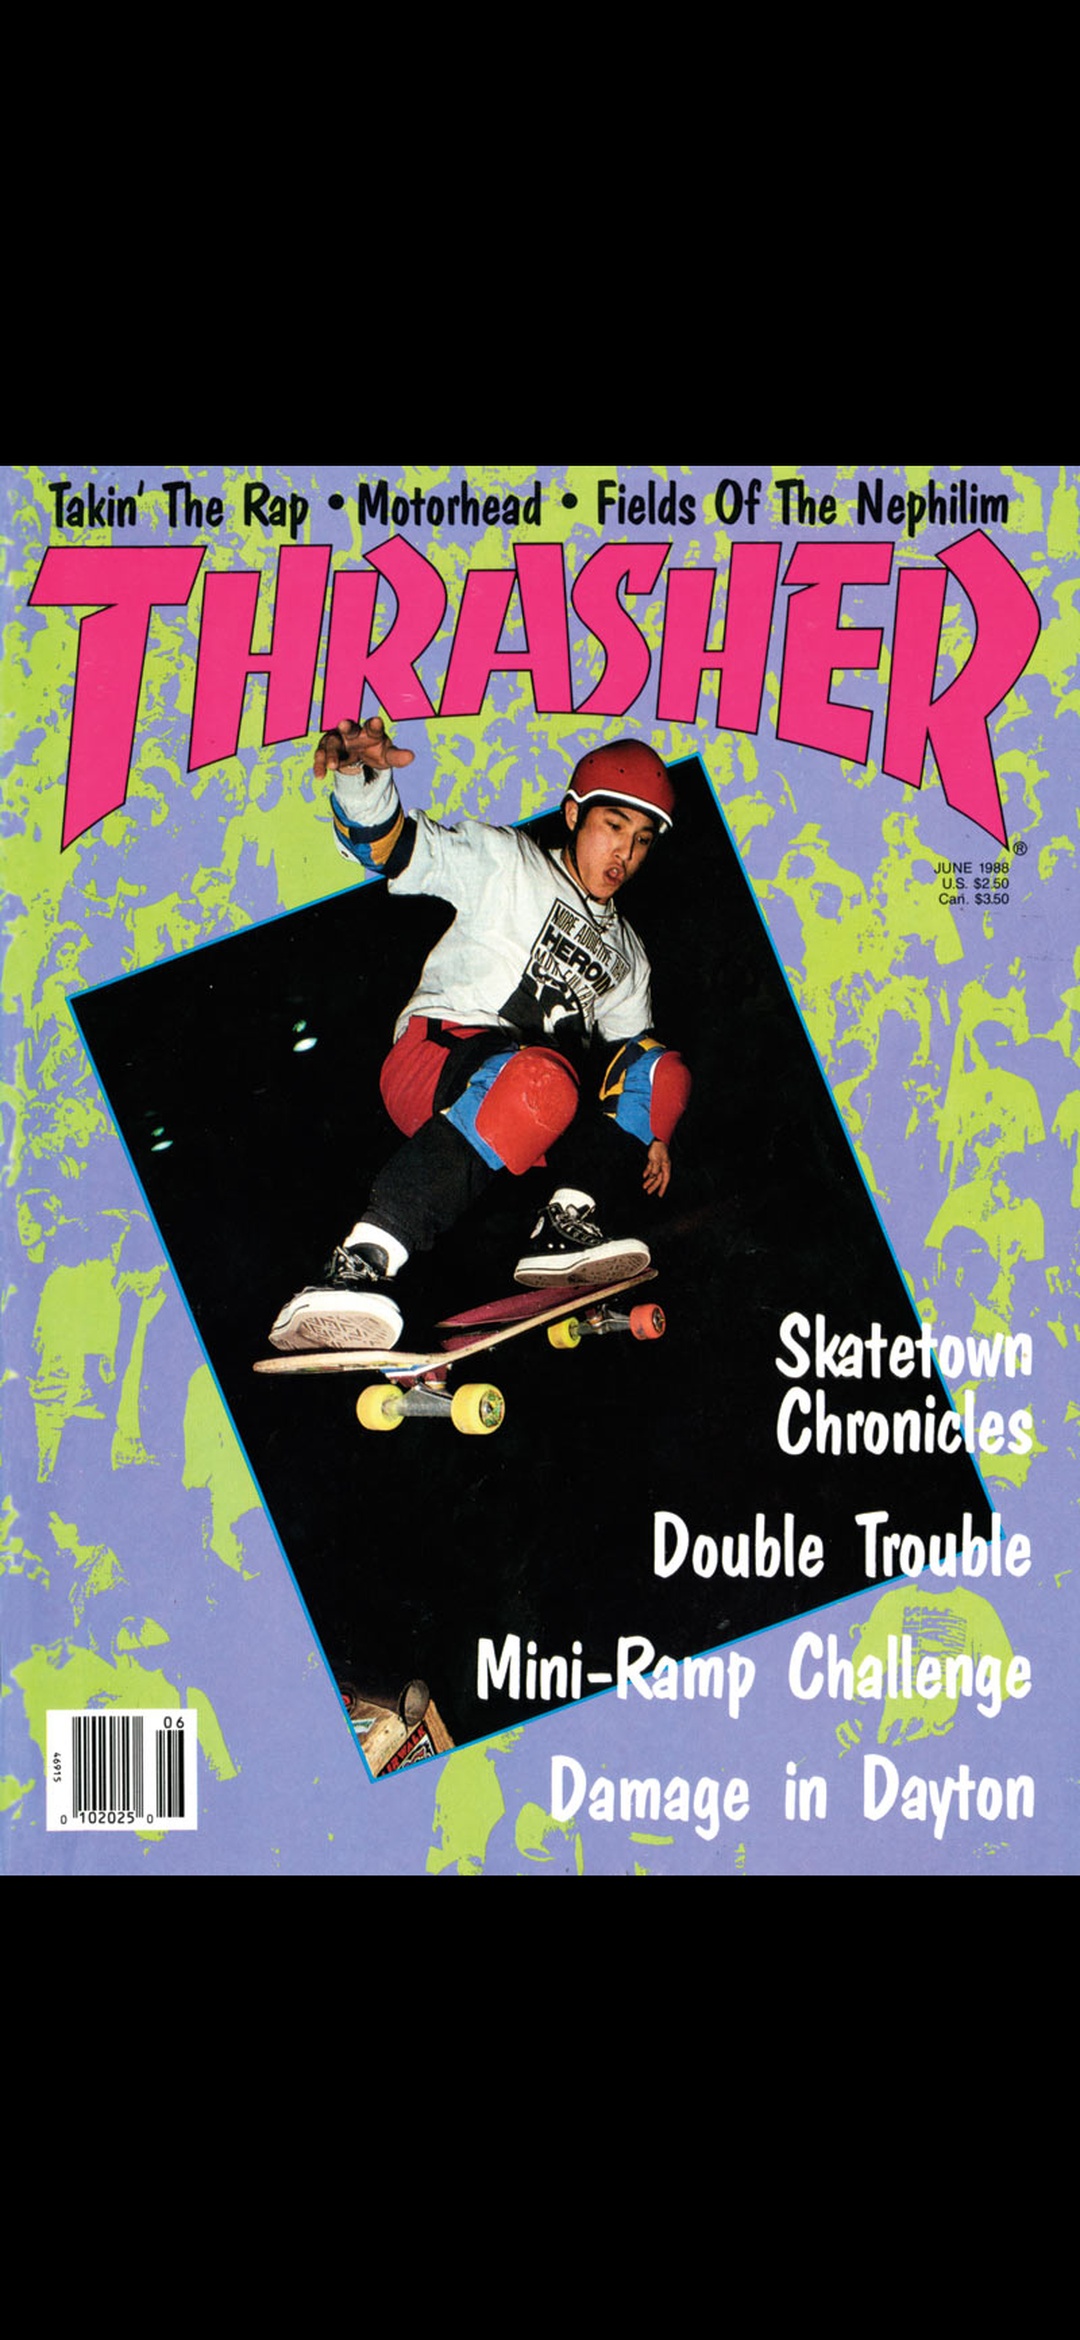 Takin' The Rap • Motorhead • Fields Of The Nephilim
THRASHER®
JUNE 1988
U.S. $2.50
Can. $3.50
MORE ADDICTIVE THAN
HEROIN
Skatetown
Chronicles
Double Trouble
Mini-Ramp Challenge
Damage in Dayton
06
46915
0 102025 0